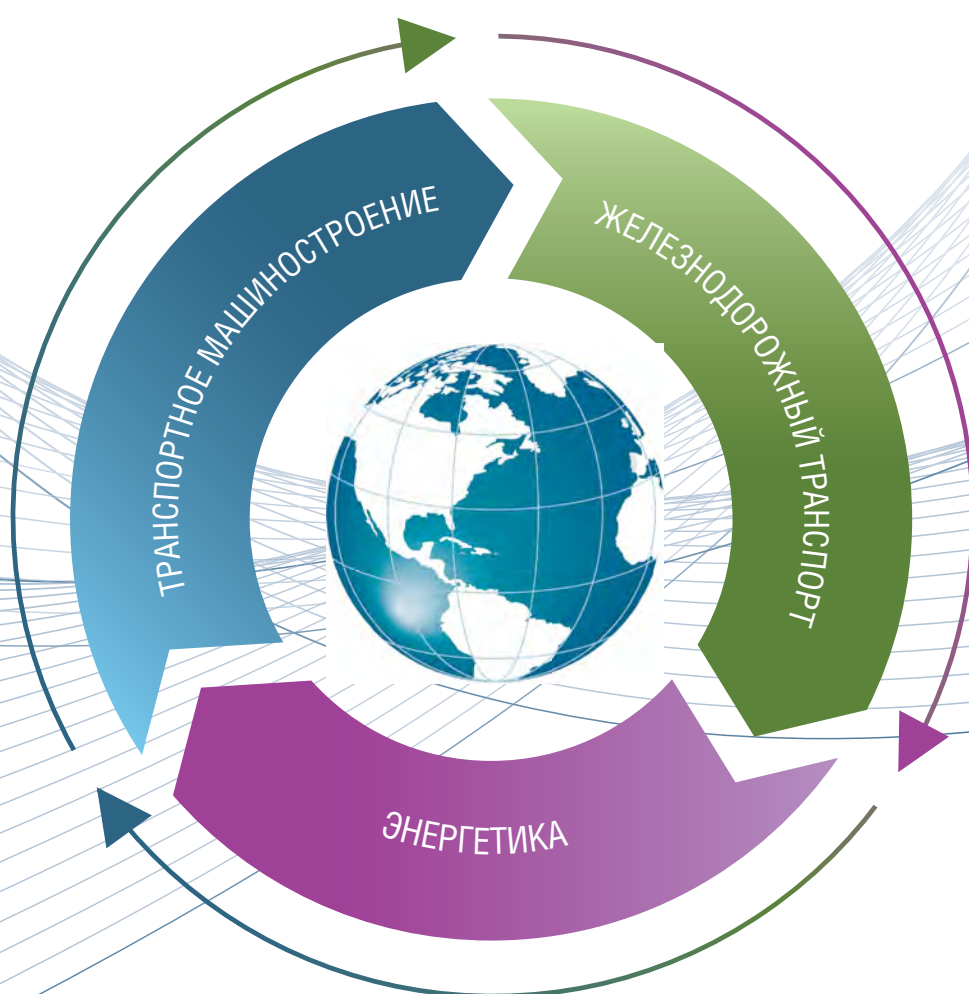 ТРАНСПОРТНОЕ МАШИНОСТРОЕНИЕ
ЖЕЛЕЗНОДОРОЖНЫЙ ТРАНСПОРТ
ЭНЕРГЕТИКА